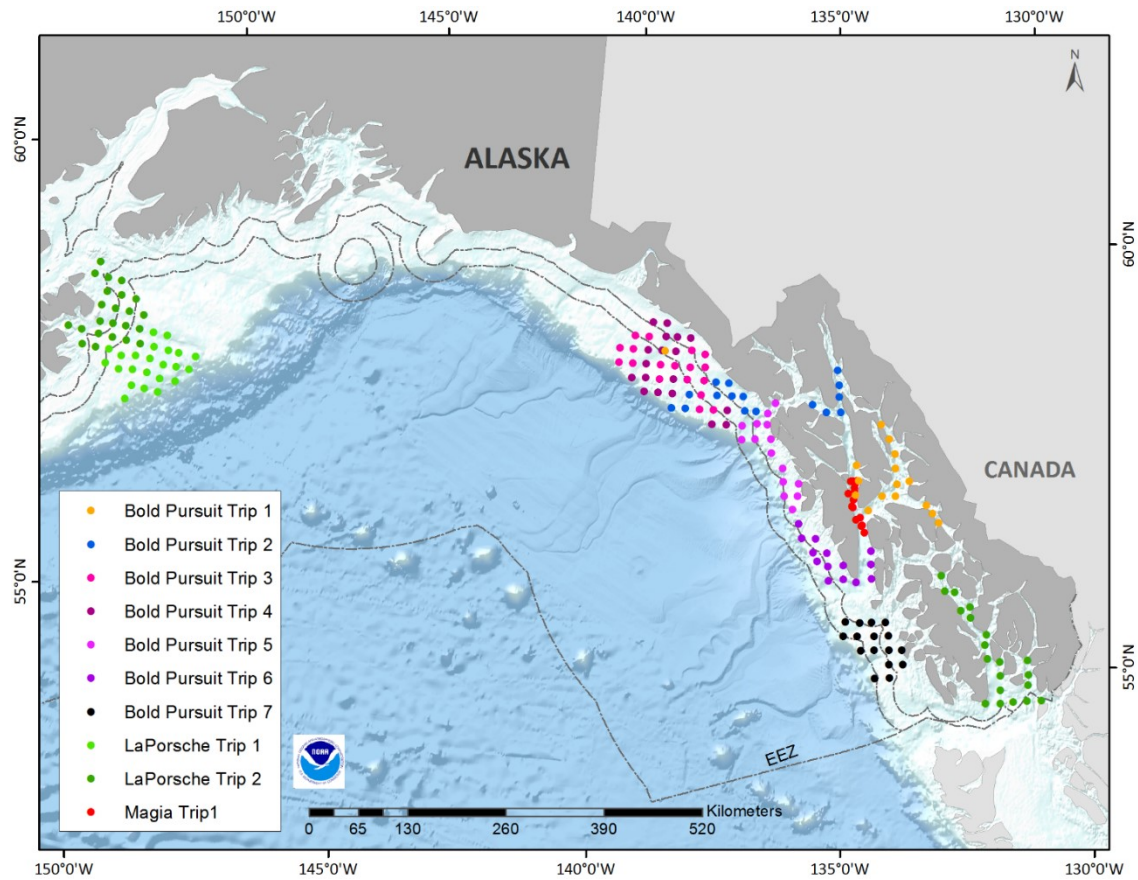 150°0'W 145°0'W 140°0'W 135°0'W 130°0'W
N
60°0'N
ALASKA
60°0'N
CANADA
Bold Pursuit Trip 1
Bold Pursuit Trip 2
Bold Pursuit Trip 3
Bold Pursuit Trip 4
Bold Pursuit Trip 5
Bold Pursuit Trip 6
Bold Pursuit Trip 7
LaPorsche Trip 1
LaPorsche Trip 2
Magia Trip1
55°0'N
55°0'N
EEZ
NOAA
Kilometers
0 65 130 260 390 520
150°0'W 145°0'W 140°0'W 135°0'W 130°0'W